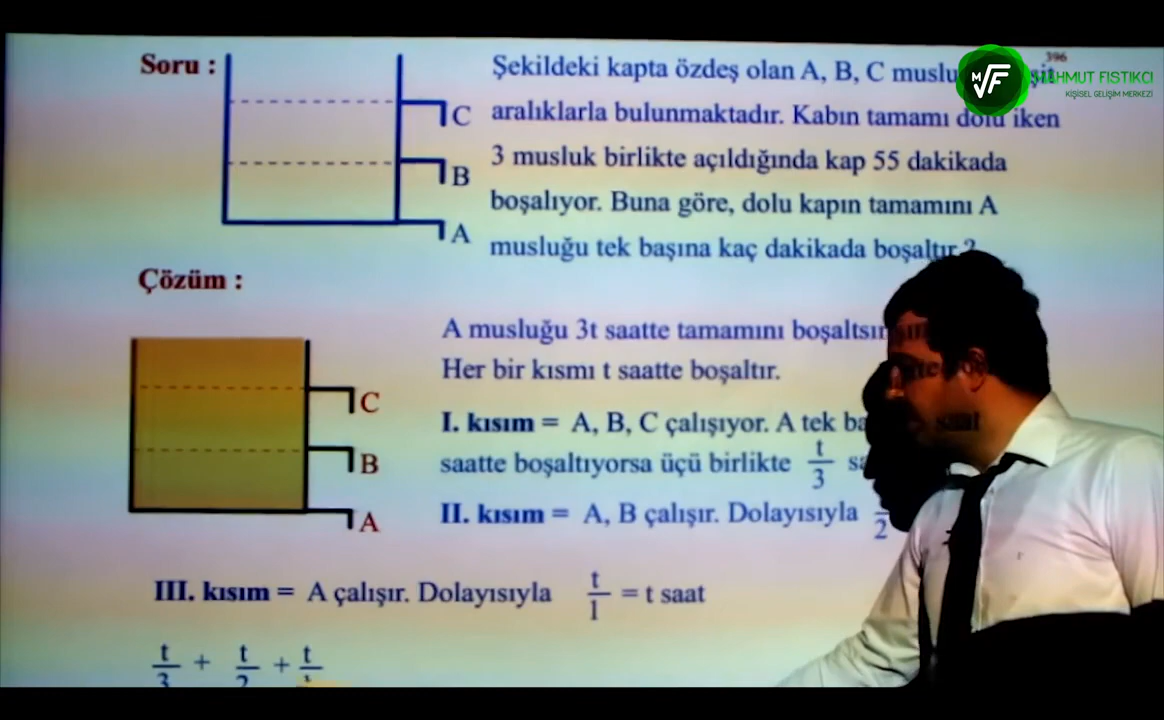 396
Soru :
Şekildeki kapta özdeş olan A, B, C
aralıklarla bulunmaktadır. Kabın tamamı dolu iken
3 musluk birlikte açıldığında kap 55 dakikada
boşalıyor. Buna göre, dolu kapın tamamını A
musluğu tek başına kaç dakikada boşaltır ?
C
B
A
MAHMUT FISTIKCI
KİŞİSEL GELİŞİM MERKEZİ
Çözüm :
A musluğu 3t saatte tamamını boşaltsın
Her bir kısmı t saatte boşaltır.
I. kısım = A, B, C çalışıyor. A tek
saatte boşaltıyorsa üçü birlikte t/3
II. kısım = A, B çalışır. Dolayısıyla
C
B
A
III. kısım = A çalışır. Dolayısıyla t/1 = t saat
t/3 + t/2 + t